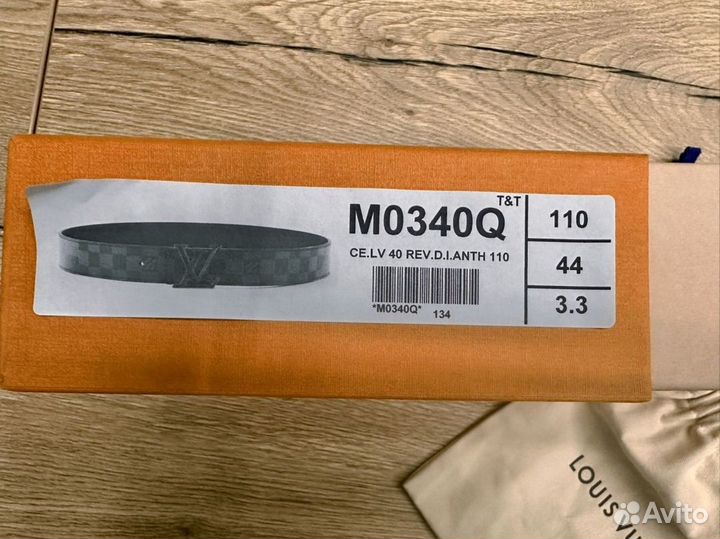 T&T
M0340Q
CE.LV 40 REV.D.I.ANTH 110
*M0340Q* 134
110
44
3.3
LOUIS
Avito